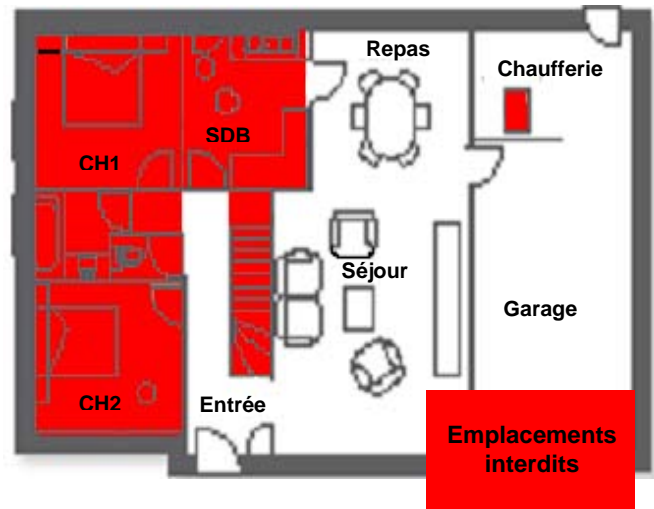 Repas
Chaufferie
SDB
CH1
Séjour
Garage
CH2
Entrée
Emplacements
interdits